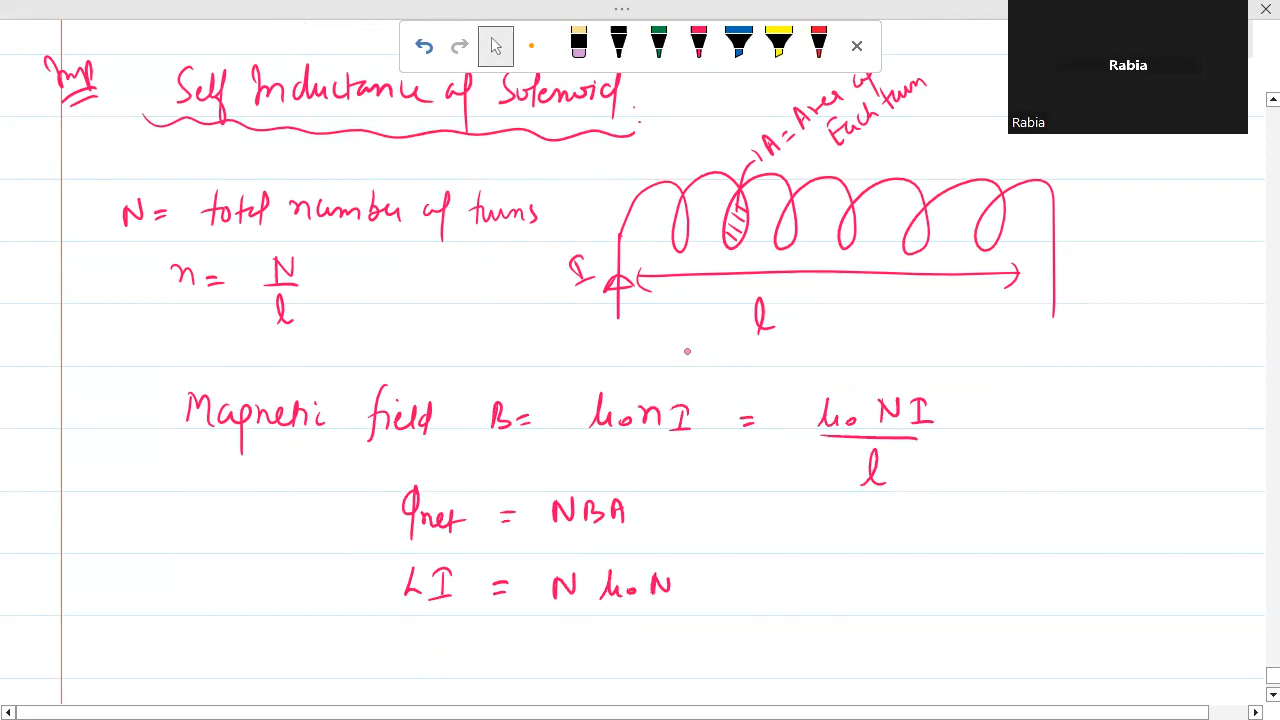 Rabia
Rabia
Imp
Self Inductance of Solenoid.
A = Area of
Each turn
N = total number of turns
n = N/l
I
l
Magnetic field B = μ₀nI = μ₀NI/l
φnet = NBA
LI = N μ₀N